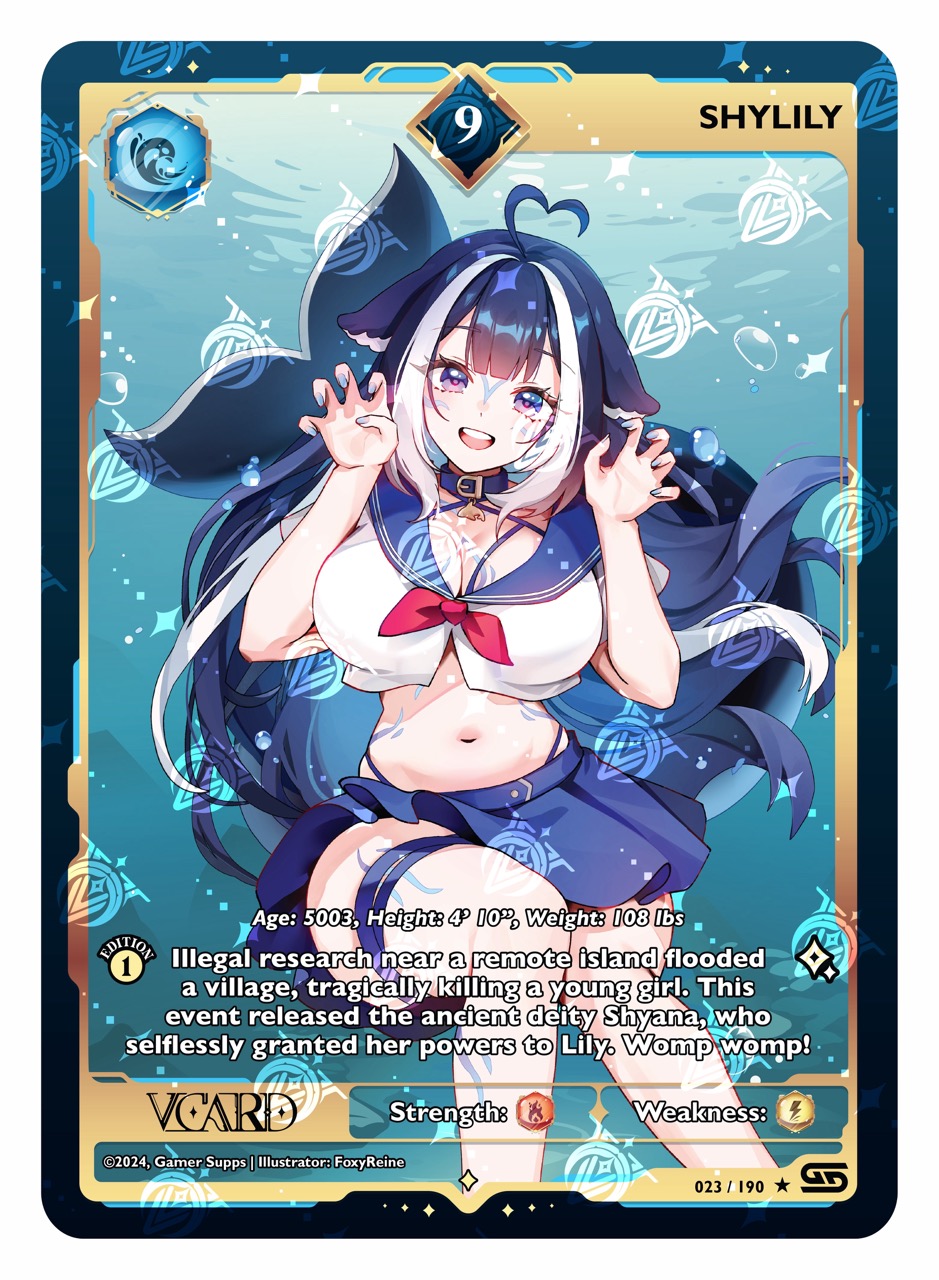 9
SHYLILY
Age: 5003, Height: 4’ 10”, Weight: 108 lbs
EDITION
1
Illegal research near a remote island flooded
a village, tragically killing a young girl. This
event released the ancient deity Shyana, who
selflessly granted her powers to Lily. Womp womp!
VCARD
Strength:
Weakness:
©2024, Gamer Supps | Illustrator: FoxyReine
023 / 190 ★
GS